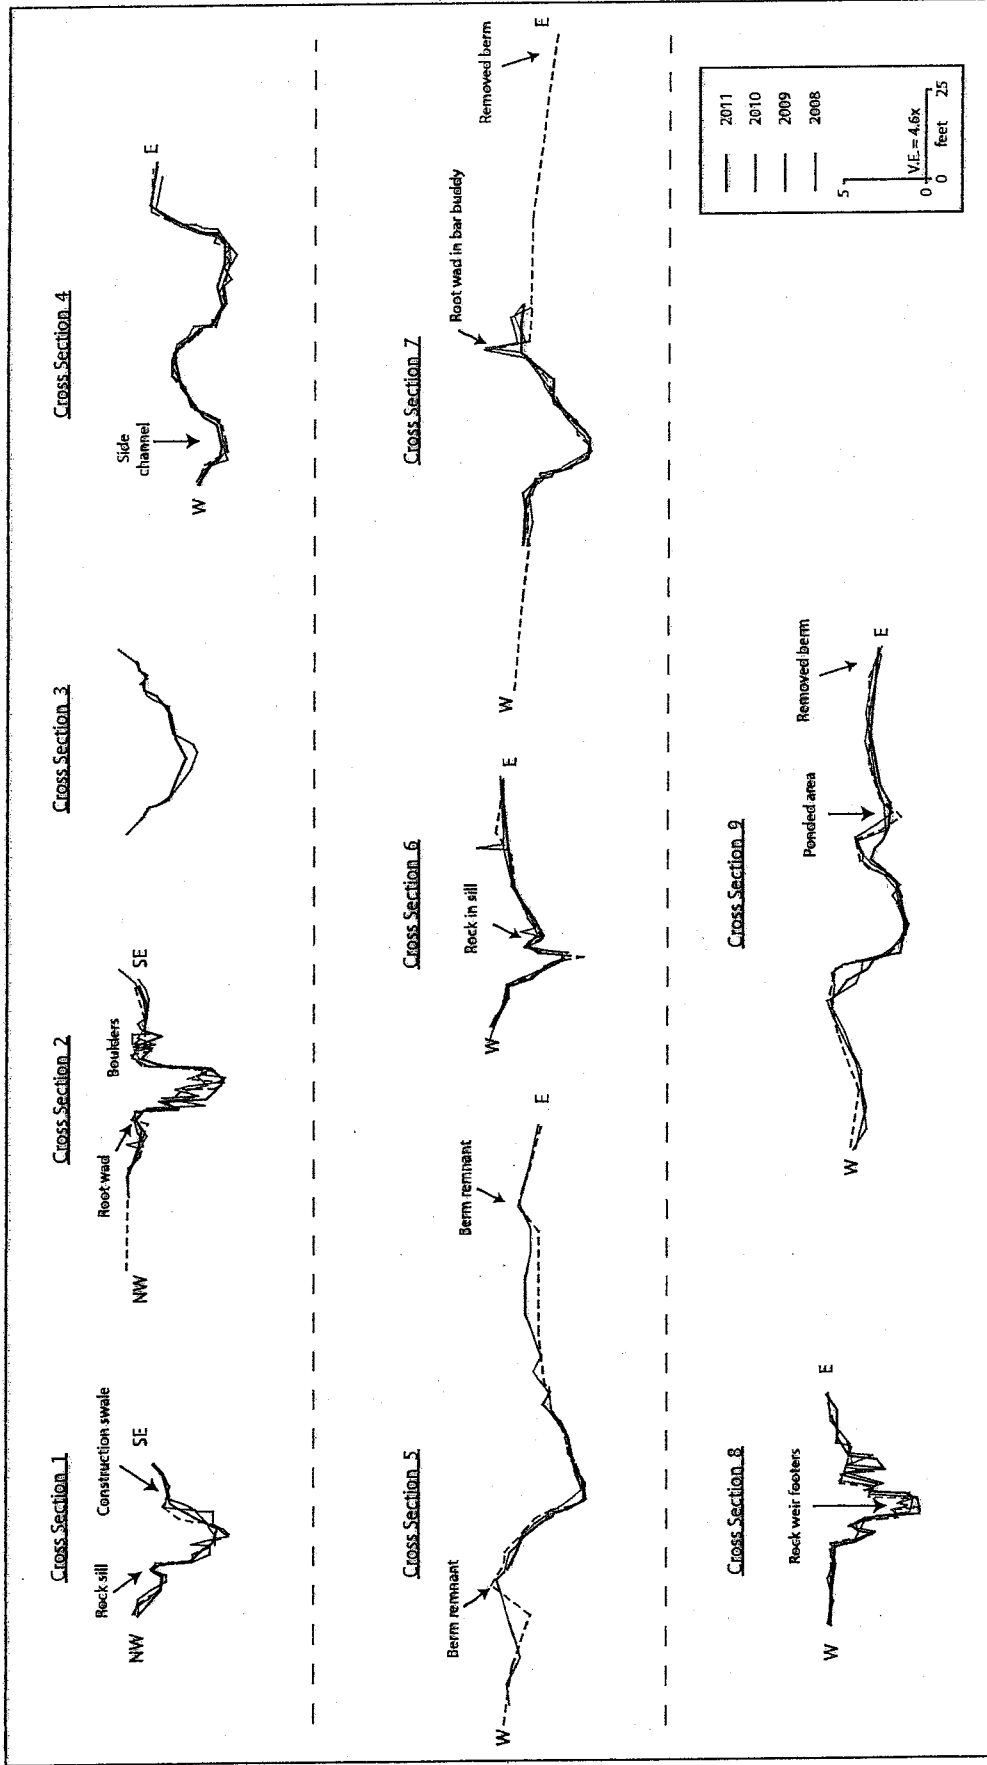 Cross Section 1
NW
Rock sill
Construction swale
SE
Cross Section 2
NW
Root wad
Boulders
SE
Cross Section 3
Cross Section 4
W
Side
channel
E
Cross Section 5
W
Berm remnant
Berm remnant
E
Cross Section 6
W
Rock in sill
E
Cross Section 7
W
Root wad in bar buddy
Removed berm
E
Cross Section 8
W
Rock weir footers
E
Cross Section 9
W
Ponded area
Removed berm
E
2011
2010
2009
2008
5
V.E. = 4.6x
0
0 feet 25